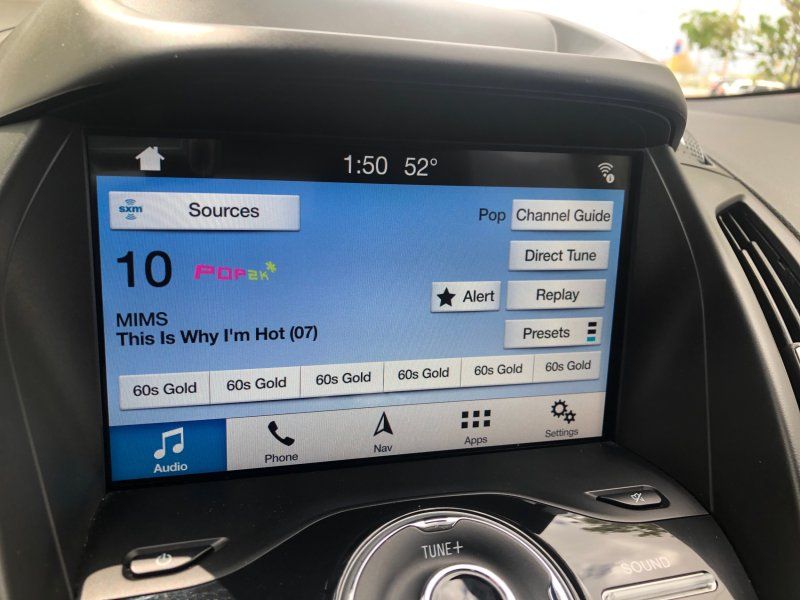 1:50 52°
sxm Sources
Pop Channel Guide
Direct Tune
10 POP2K*
Alert Replay
MIMS
This Is Why I'm Hot (07)
Presets
60s Gold 60s Gold 60s Gold 60s Gold 60s Gold 60s Gold
Audio Phone Nav Apps Settings
TUNE+
SOUND